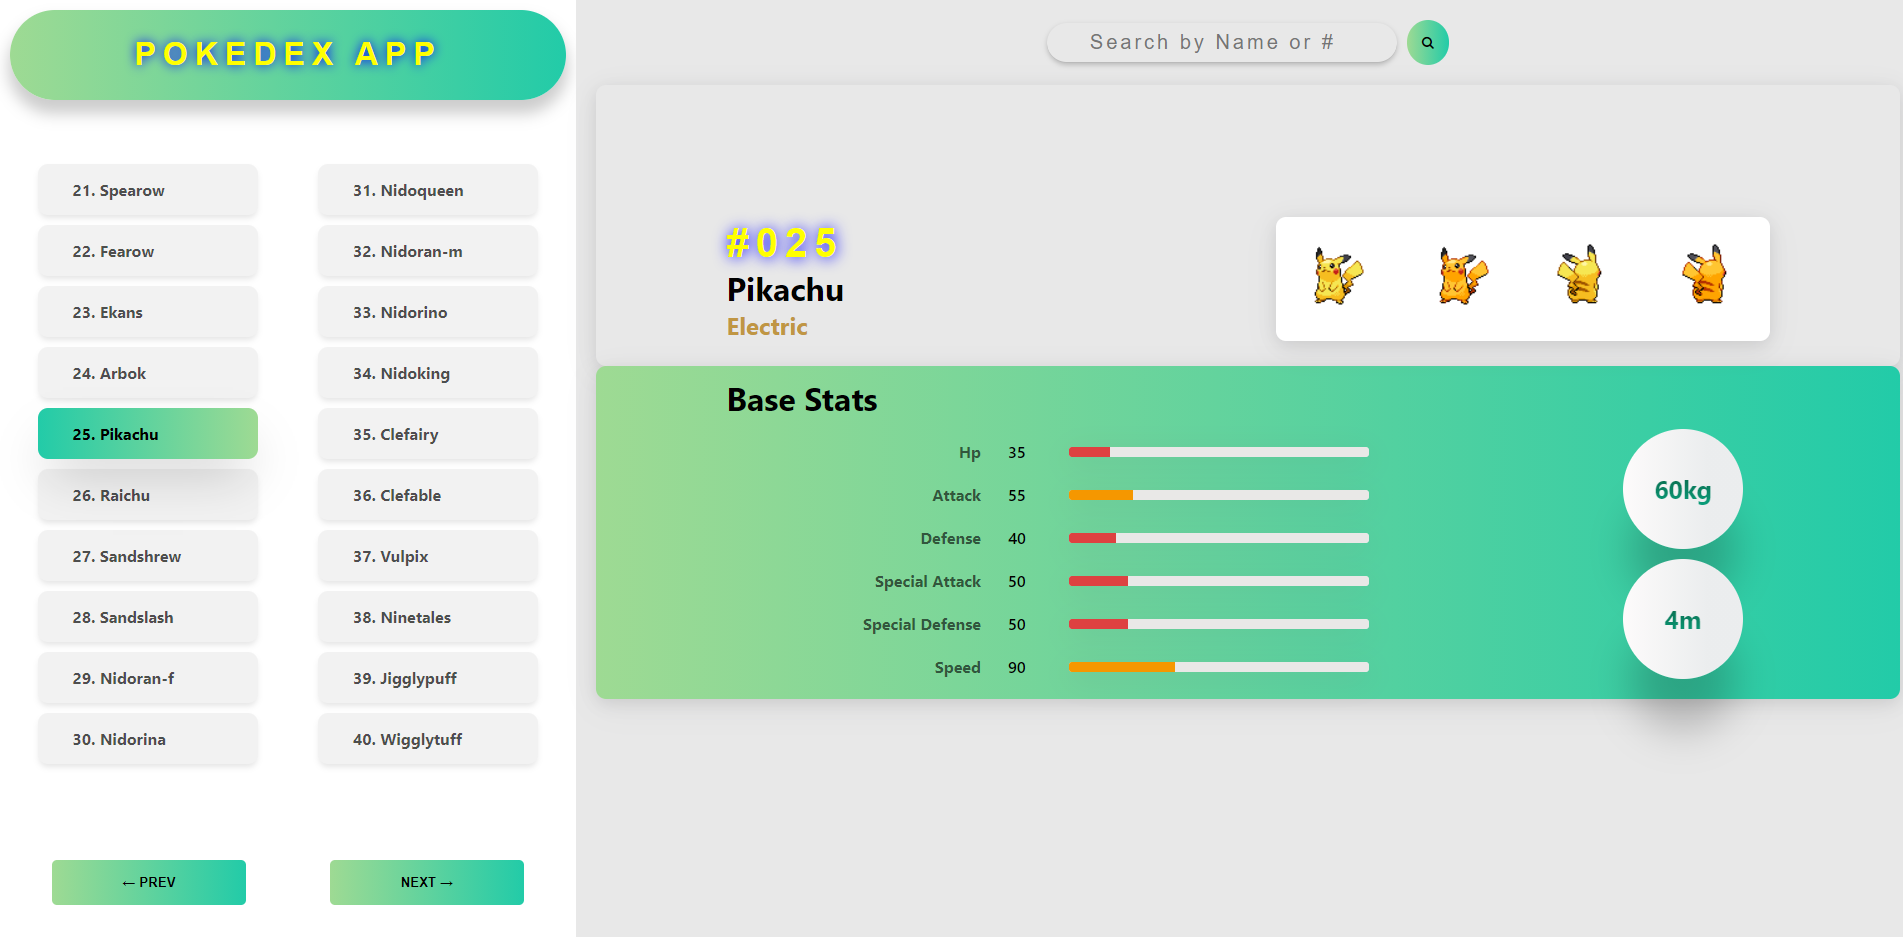 POKEDEX APP
21. Spearow
22. Fearow
23. Ekans
24. Arbok
25. Pikachu
26. Raichu
27. Sandshrew
28. Sandslash
29. Nidoran-f
30. Nidorina
31. Nidoqueen
32. Nidoran-m
33. Nidorino
34. Nidoking
35. Clefairy
36. Clefable
37. Vulpix
38. Ninetales
39. Jigglypuff
40. Wigglytuff
← PREV
NEXT →
Search by Name or #
#025
Pikachu
Electric
Base Stats
Hp 35
Attack 55
Defense 40
Special Attack 50
Special Defense 50
Speed 90
60kg
4m